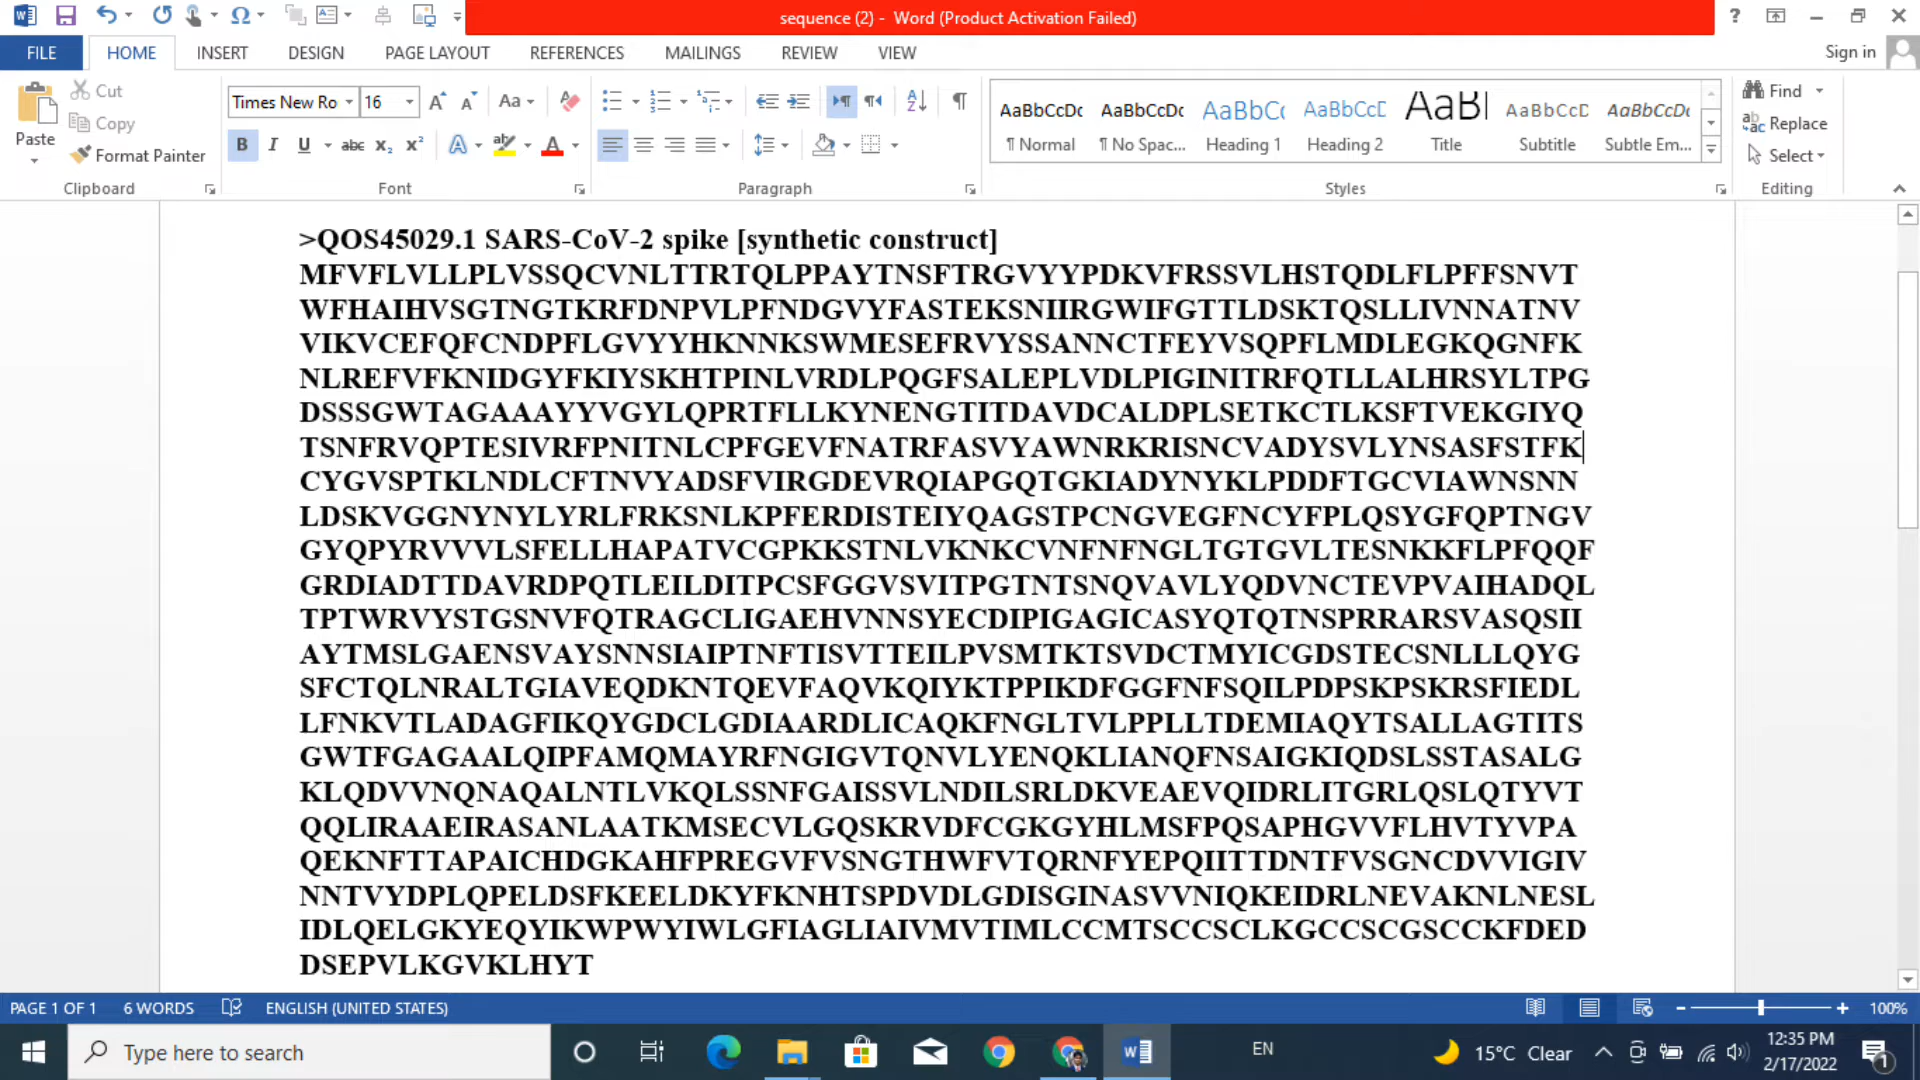 sequence (2) - Word (Product Activation Failed)
FILE HOME INSERT DESIGN PAGE LAYOUT REFERENCES MAILINGS REVIEW VIEW Sign in
Paste
Cut
Copy
Format Painter
Clipboard
Times New Ro 16
Font
Paragraph
AaBbCcDc AaBbCcDc AaBbCc AaBbCcD AaB AaBbCcD AaBbCcDc
¶ Normal ¶ No Spac... Heading 1 Heading 2 Title Subtitle Subtle Em...
Styles
Find
Replace
Select
Editing
>QOS45029.1 SARS-CoV-2 spike [synthetic construct]
MFVFLVLLPLVSSQCVNLTTRTQLPPAYTNSFTRGVYYPDKVFRSSVLHSTQDLFLPFFSNVT
WFHAIHVSGTNGTKRFDNPVLPFNDGVYFASTEKSNIIRGWIFGTTLDSKTQSLLIVNNATNV
VIKVCEFQFCNDPFLGVYYHKNNKSWMESEFRVYSSANNCTFEYVSQPFLMDLEGKQGNFK
NLREFVFKNIDGYFKIYSKHTPINLVRDLPQGFSALEPLVDLPIGINITRFQTLLALHRSYLTPG
DSSSGWTAGAAAYYVGYLQPRTFLLKYNENGTITDAVDCALDPLSETKCTLKSFTVEKGIYQ
TSNFRVQPTESIVRFPNITNLCPFGEVFNATRFASVYAWNRKRISNCVADYSVLYNSASFSTFK
CYGVSPTKLNDLCFTNVYADSFVIRGDEVRQIAPGQTGKIADYNYKLPDDFTGCVIAWNSNN
LDSKVGGNYNYLYRLFRKSNLKPFERDISTEIYQAGSTPCNGVEGFNCYFPLQSYGFQPTNGV
GYQPYRVVVLSFELLHAPATVCGPKKSTNLVKNKCVNFNFNGLTGTGVLTESNKKFLPFQQF
GRDIADTTDAVRDPQTLEILDITPCSFGGVSVITPGTNTSNQVAVLYQDVNCTEVPVAIHADQL
TPTWRVYSTGSNVFQTRAGCLIGAEHVNNSYECDIPIGAGICASYQTQTNSPRRARSVASQSII
AYTMSLGAENSVAYSNNSIAIPTNFTISVTTEILPVSMTKTSVDCTMYICGDSTECSNLLLQYG
SFCTQLNRALTGIAVEQDKNTQEVFAQVKQIYKTPPIKDFGGFNFSQILPDPSKPSKRSFIEDL
LFNKVTLADAGFIKQYGDCLGDIAARDLICAQKFNGLTVLPPLLTDEMIAQYTSALLAGTITS
GWTFGAGAALQIPFAMQMAYRFNGIGVTQNVLYENQKLIANQFNSAIGKIQDSLSSTASALG
KLQDVVNQNAQALNTLVKQLSSNFGAISSVLNDILSRLDKVEAEVQIDRLITGRLQSLQTYVT
QQLIRAAEIRASANLAATKMSECVLGQSKRVDFCGKGYHLMSFPQSAPHGVVFLHVTYVPA
QEKNFTTAPAICHDGKAHFPREGVFVSNGTHWFVTQRNFYEPQIITTDNTFVSGNCDVVIGIV
NNTVYDPLQPELDSFKEELDKYFKNHTSPDVDLGDISGINASVVNIQKEIDRLNEVAKNLNESL
IDLQELGKYEQYIKWPWYIWLGFIAGLIAIVMVTIMLCCMTSCCSCLKGCCSCGSCCKFDED
DSEPVLKGVKLHYT
PAGE 1 OF 1 6 WORDS ENGLISH (UNITED STATES) 100%
Type here to search EN 15°C Clear 12:35 PM
2/17/2022 1